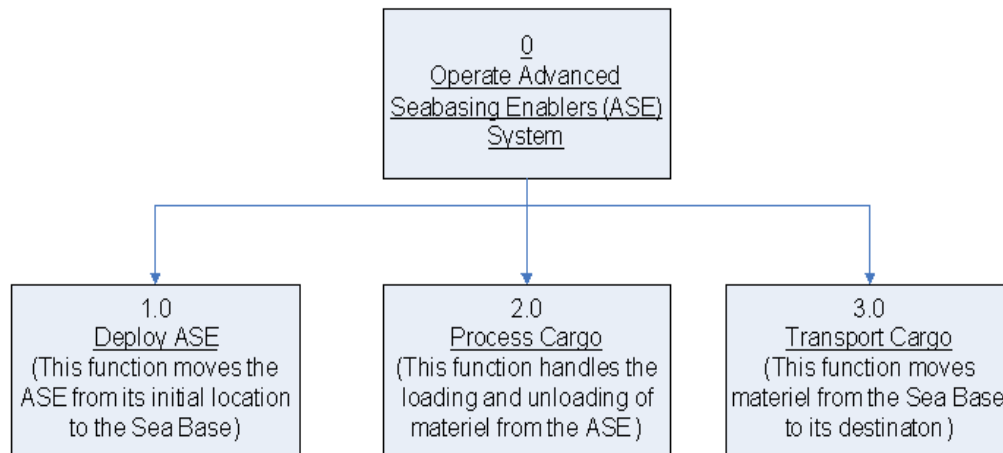 0
Operate Advanced
Seabasing Enablers (ASE)
System
1.0
Deploy ASE
(This function moves the
ASE from its initial location
to the Sea Base)
2.0
Process Cargo
(This function handles the
loading and unloading of
materiel from the ASE )
3.0
Transport Cargo
(This function moves
materiel from the Sea Base
to its destinaton )